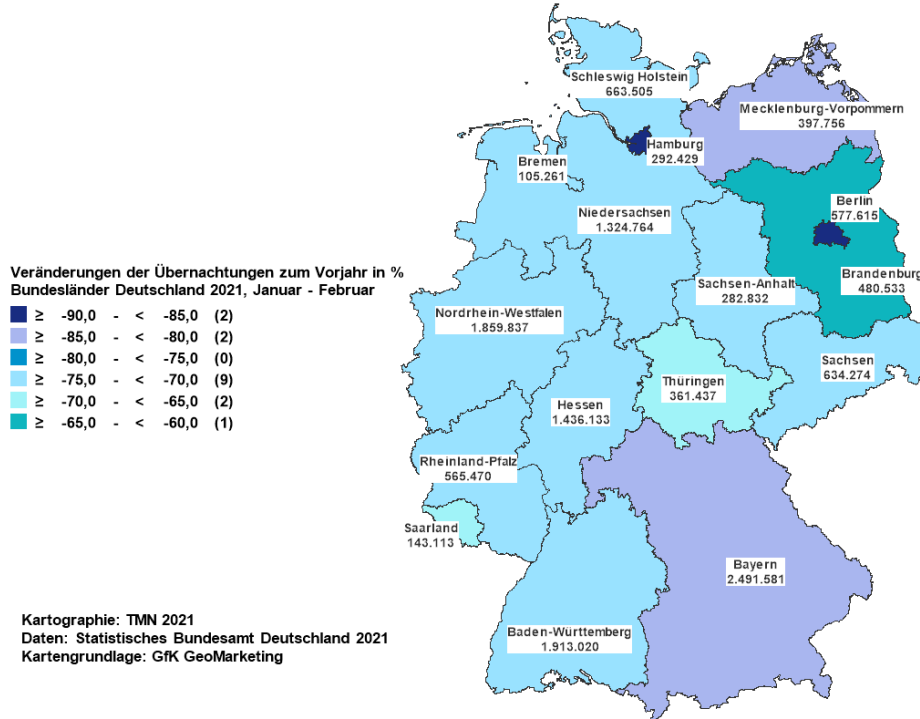 Schleswig Holstein
663.505
Mecklenburg-Vorpommern
397.756
Hamburg
292.429
Bremen
105.261
Berlin
577.615
Niedersachsen
1.324.764
Brandenburg
480.533
Sachsen-Anhalt
282.832
Nordrhein-Westfalen
1.859.837
Sachsen
634.274
Thüringen
361.437
Hessen
1.436.133
Rheinland-Pfalz
565.470
Saarland
143.113
Bayern
2.491.581
Baden-Württemberg
1.913.020
Veränderungen der Übernachtungen zum Vorjahr in %
Bundesländer Deutschland 2021, Januar - Februar
≥ -90,0 - < -85,0 (2)
≥ -85,0 - < -80,0 (2)
≥ -80,0 - < -75,0 (0)
≥ -75,0 - < -70,0 (9)
≥ -70,0 - < -65,0 (2)
≥ -65,0 - < -60,0 (1)
Kartographie: TMN 2021
Daten: Statistisches Bundesamt Deutschland 2021
Kartengrundlage: GfK GeoMarketing